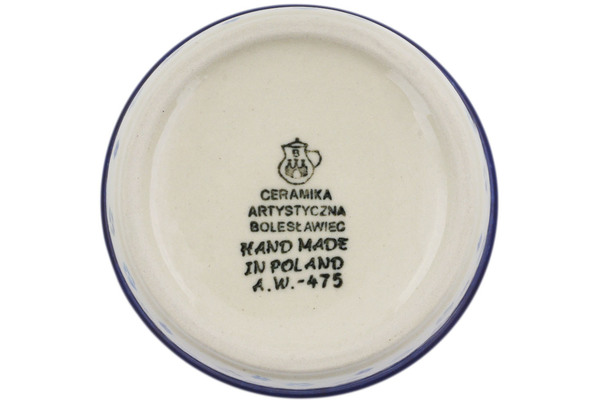 B
CERAMIKA
ARTYSTYCZNA
BOLESŁAWIEC
HAND MADE
IN POLAND
A.W.-475